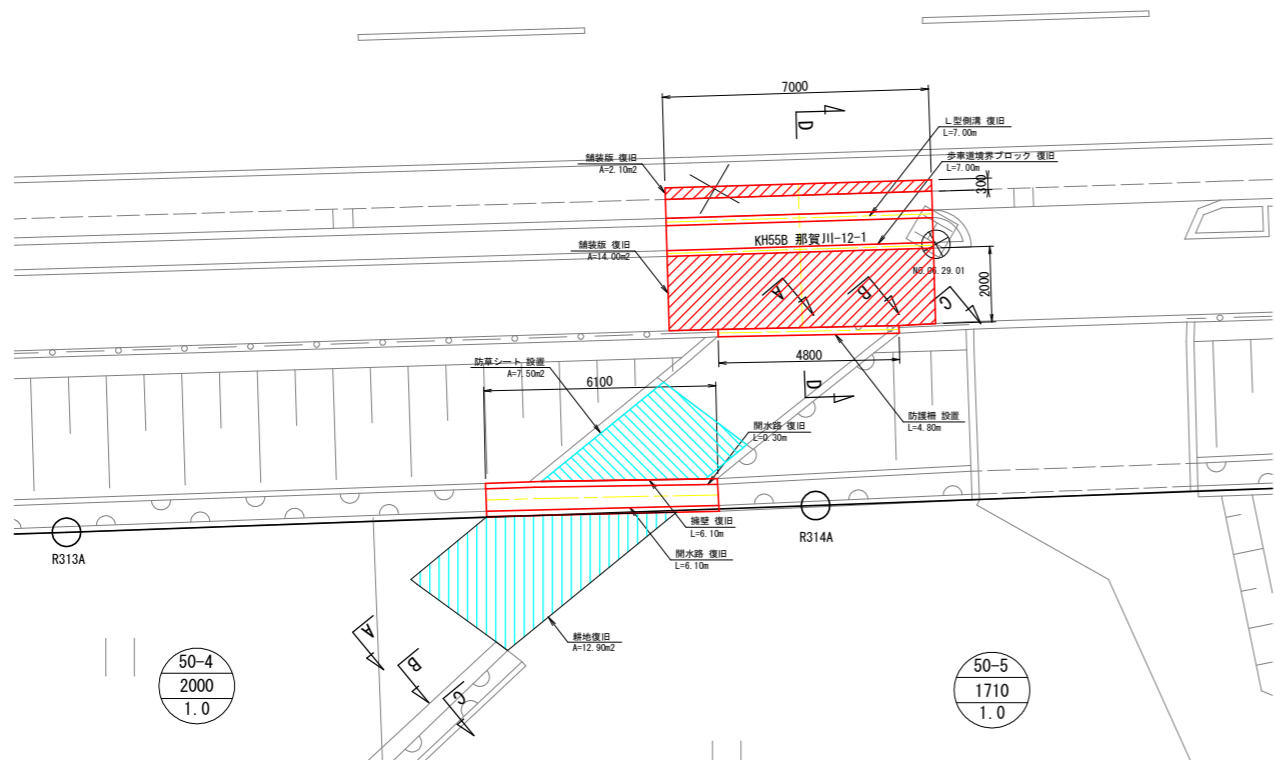 7000
D
L型側溝 復旧
L=7.00m
舗装版 復旧
A=2.10m2
歩車道境界ブロック 復旧
L=7.00m
300
舗装版 復旧
A=14.00m2
KH55B 那賀川-12-1
NO.06.29.01
2000
A
B
C
防草シート 設置
A=7.50m2
6100
4800
D
防護柵 設置
L=4.80m
開水路 復旧
L=0.30m
擁壁 復旧
L=6.10m
開水路 復旧
L=6.10m
R313A
R314A
耕地復旧
A=12.90m2
A
B
C
50-4
2000
1.0
50-5
1710
1.0